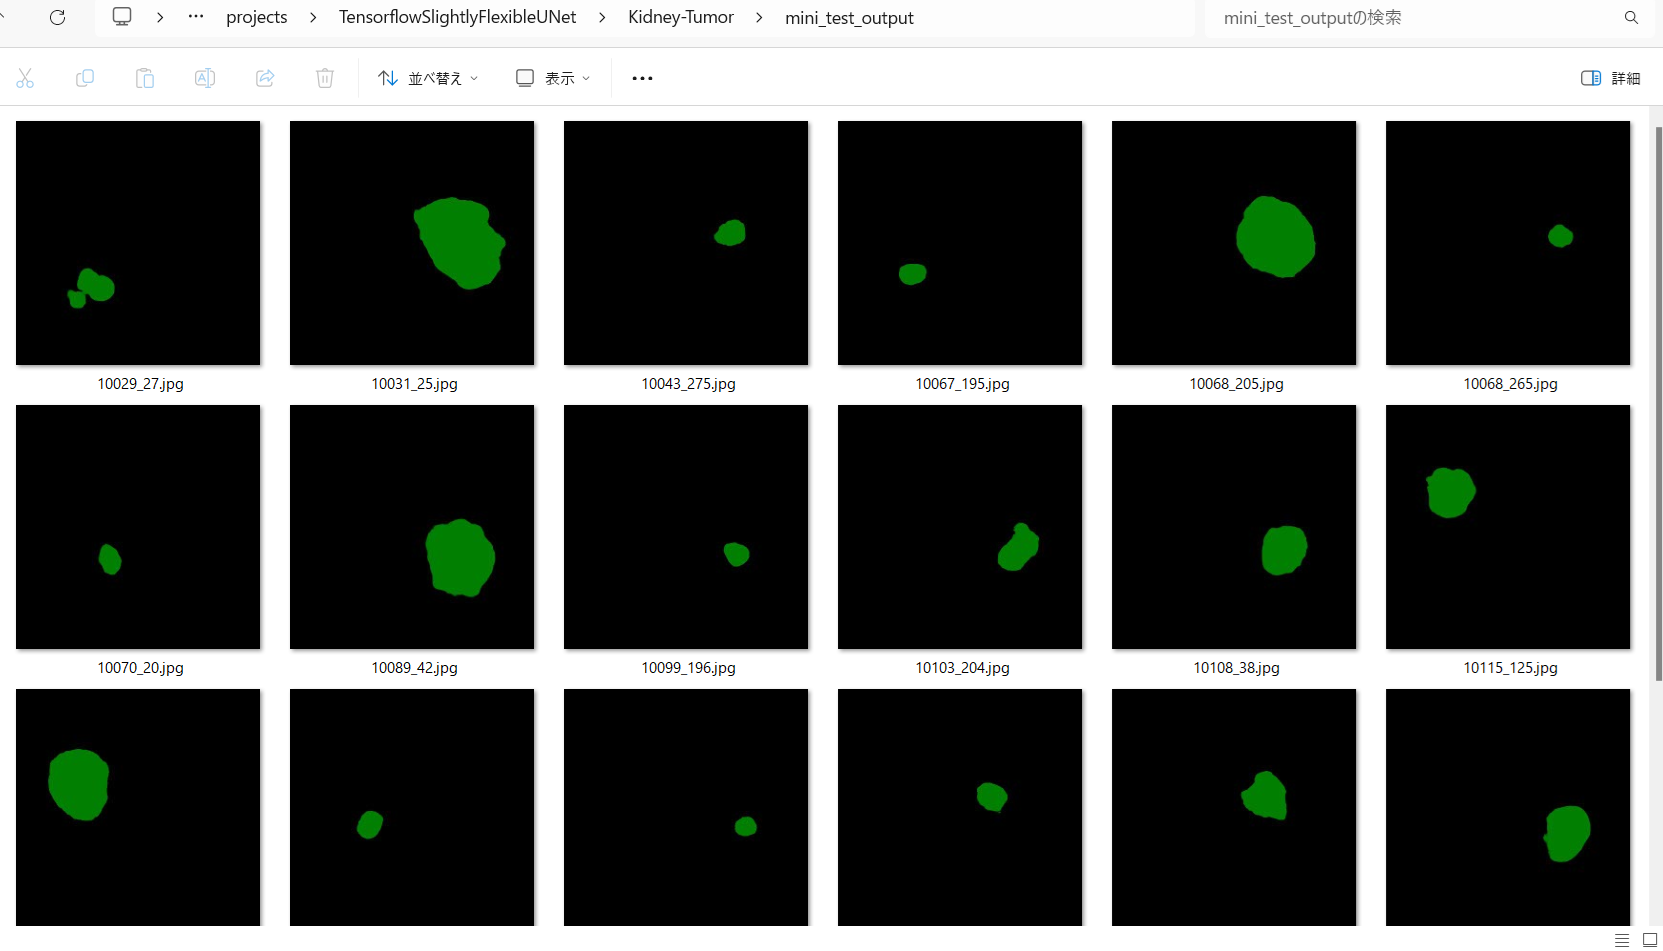 projects > TensorflowSlightlyFlexibleUNet > Kidney-Tumor > mini_test_output
mini_test_outputの検索
並べ替え
表示
詳細
10029_27.jpg
10031_25.jpg
10043_275.jpg
10067_195.jpg
10068_205.jpg
10068_265.jpg
10070_20.jpg
10089_42.jpg
10099_196.jpg
10103_204.jpg
10108_38.jpg
10115_125.jpg